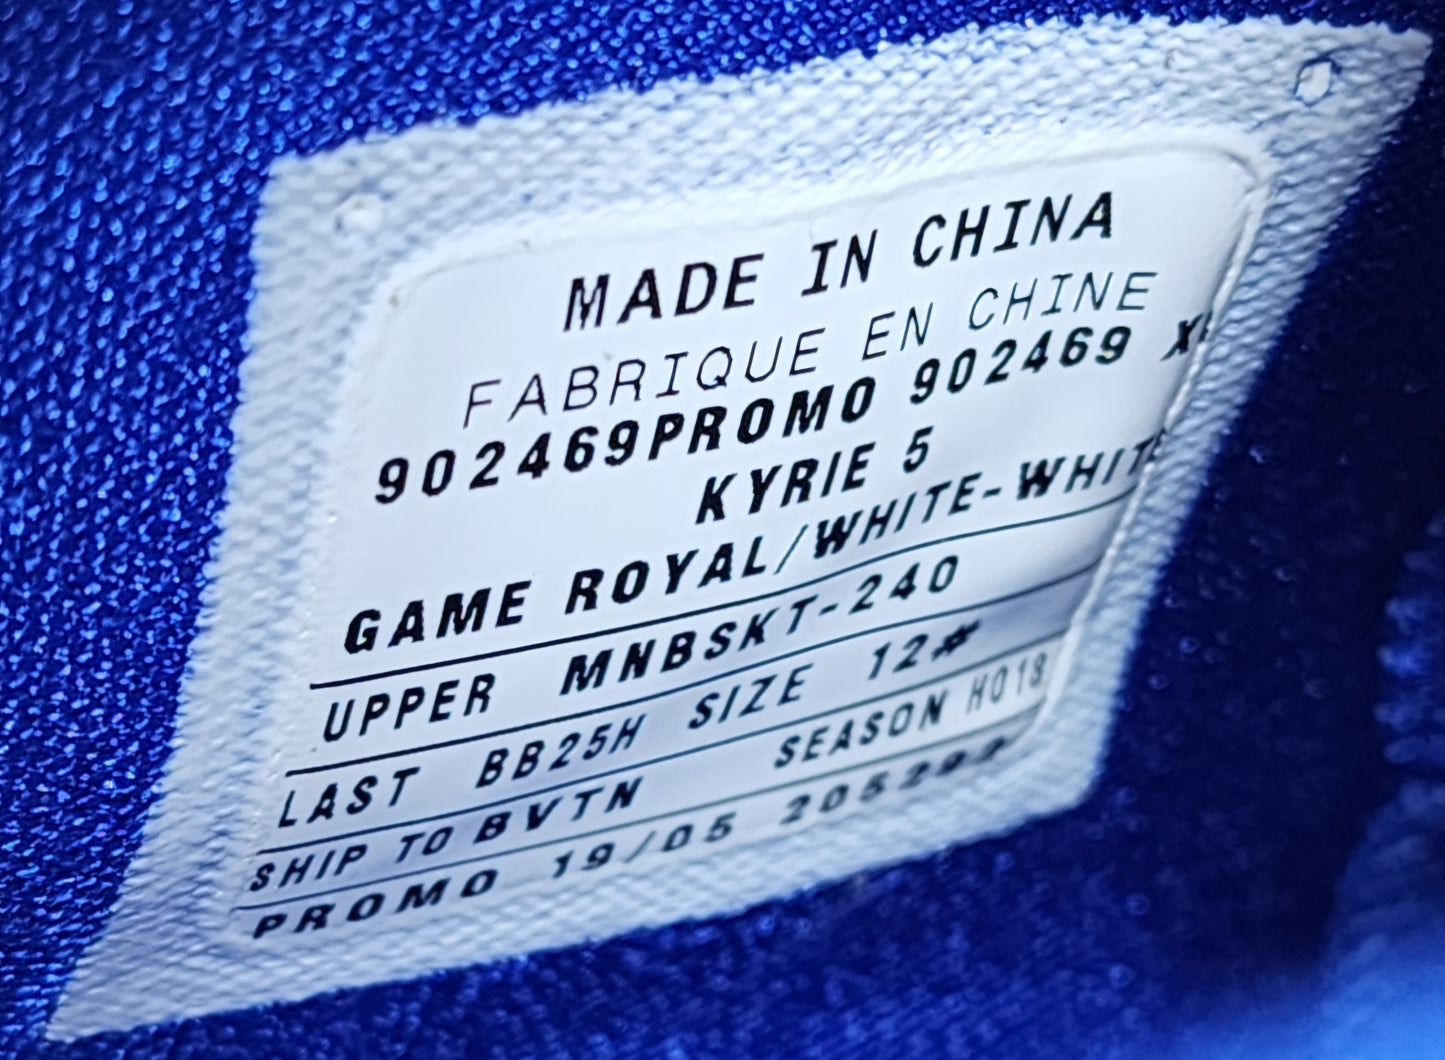 MADE IN CHINA
FABRIQUE EN CHINE
902469PROMO 902469
KYRIE 5
GAME ROYAL/WHITE-WHITE
UPPER MNBSKT-240
LAST BB25H SIZE 12#
SHIP TO BVTN SEASON HO18
PROMO 19/05 205292